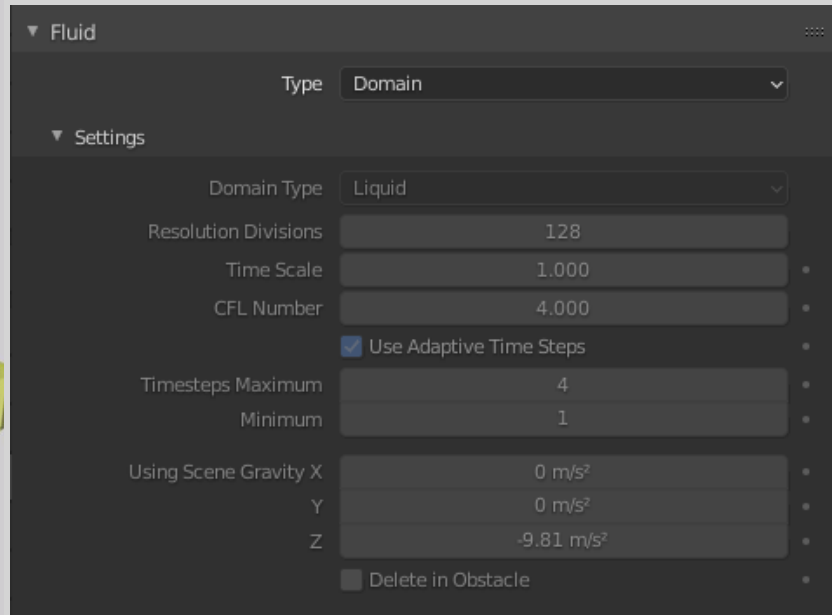 Fluid
Type Domain
Settings
Domain Type Liquid
Resolution Divisions 128
Time Scale 1.000
CFL Number 4.000
Use Adaptive Time Steps
Timesteps Maximum 4
Minimum 1
Using Scene Gravity X 0 m/s²
Y 0 m/s²
Z -9.81 m/s²
Delete in Obstacle